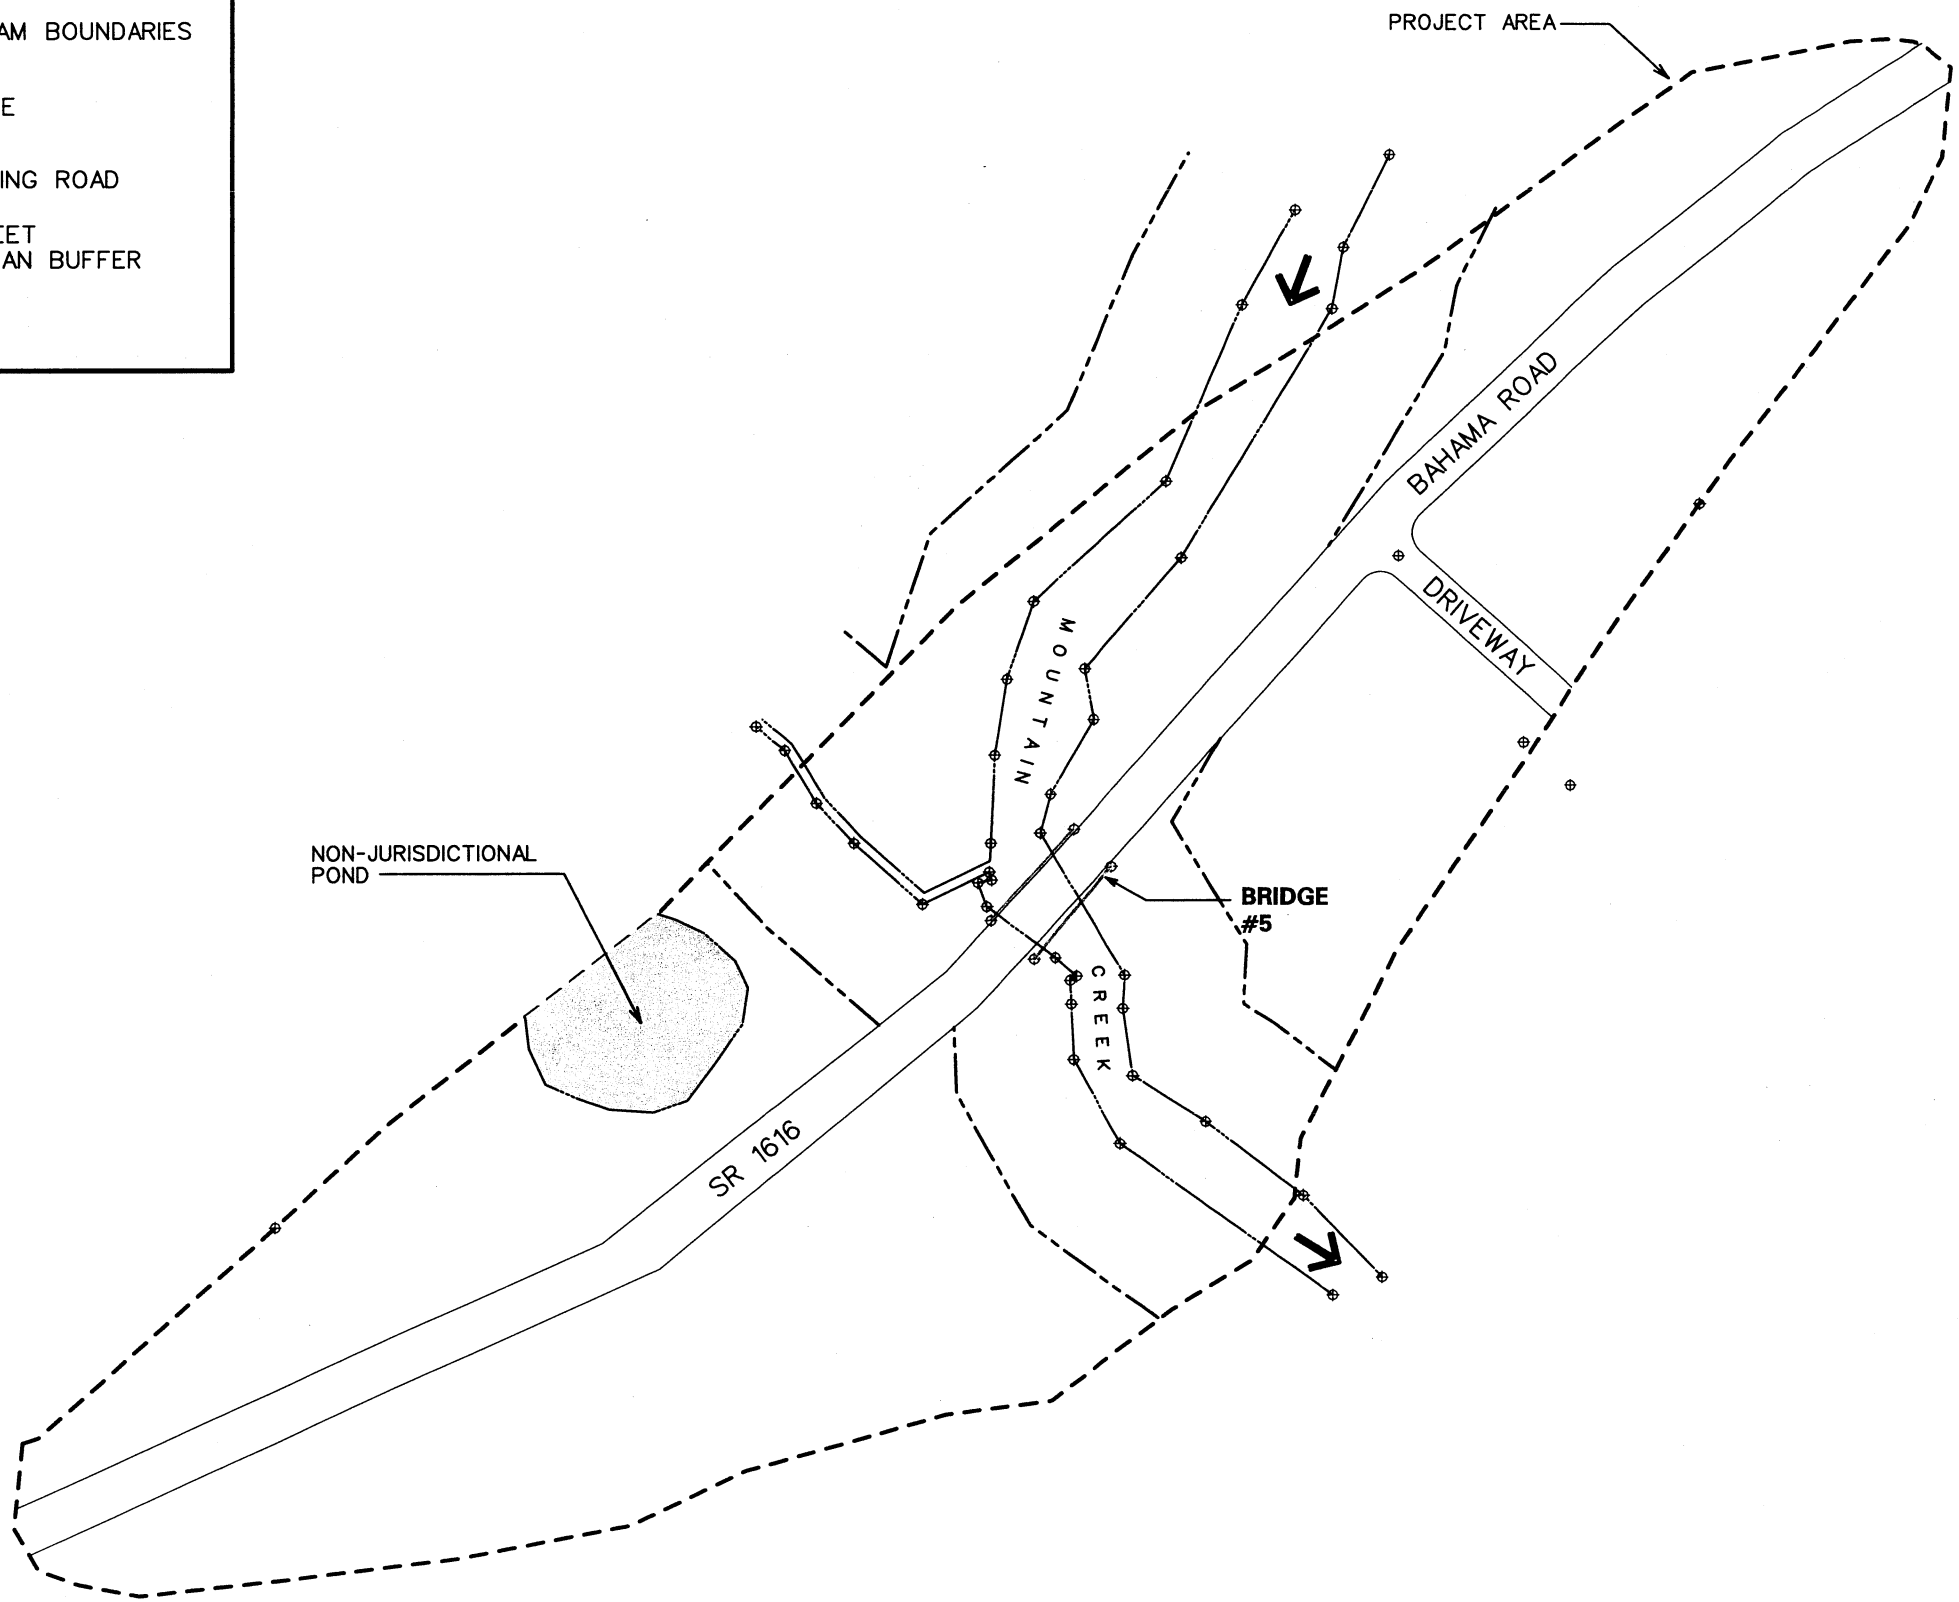 AM BOUNDARIES
E
ING ROAD
EET
AN BUFFER
PROJECT AREA
BAHAMA ROAD
DRIVEWAY
MOUNTAIN
NON-JURISDICTIONAL
POND
BRIDGE
#5
CREEK
SR 1616